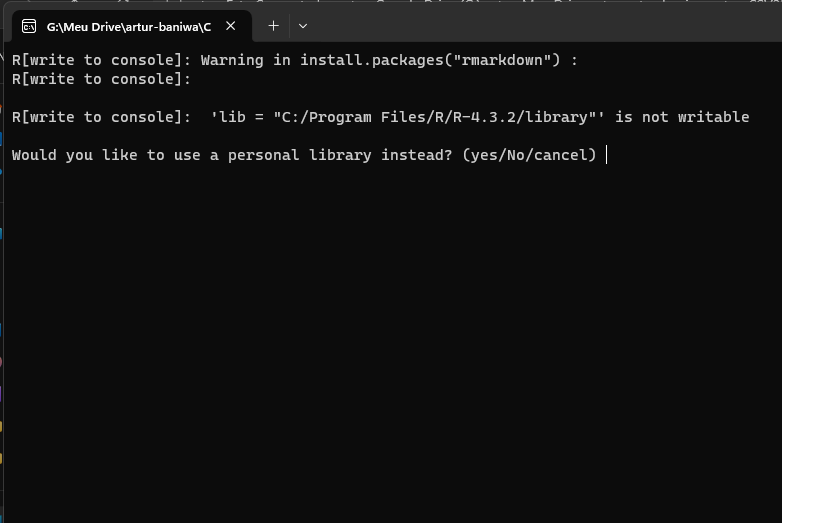 G:\Meu Drive\artur-baniwa\C
R[write to console]: Warning in install.packages("rmarkdown") :
R[write to console]:
R[write to console]:  'lib = "C:/Program Files/R/R-4.3.2/library"' is not writable
Would you like to use a personal library instead? (yes/No/cancel)